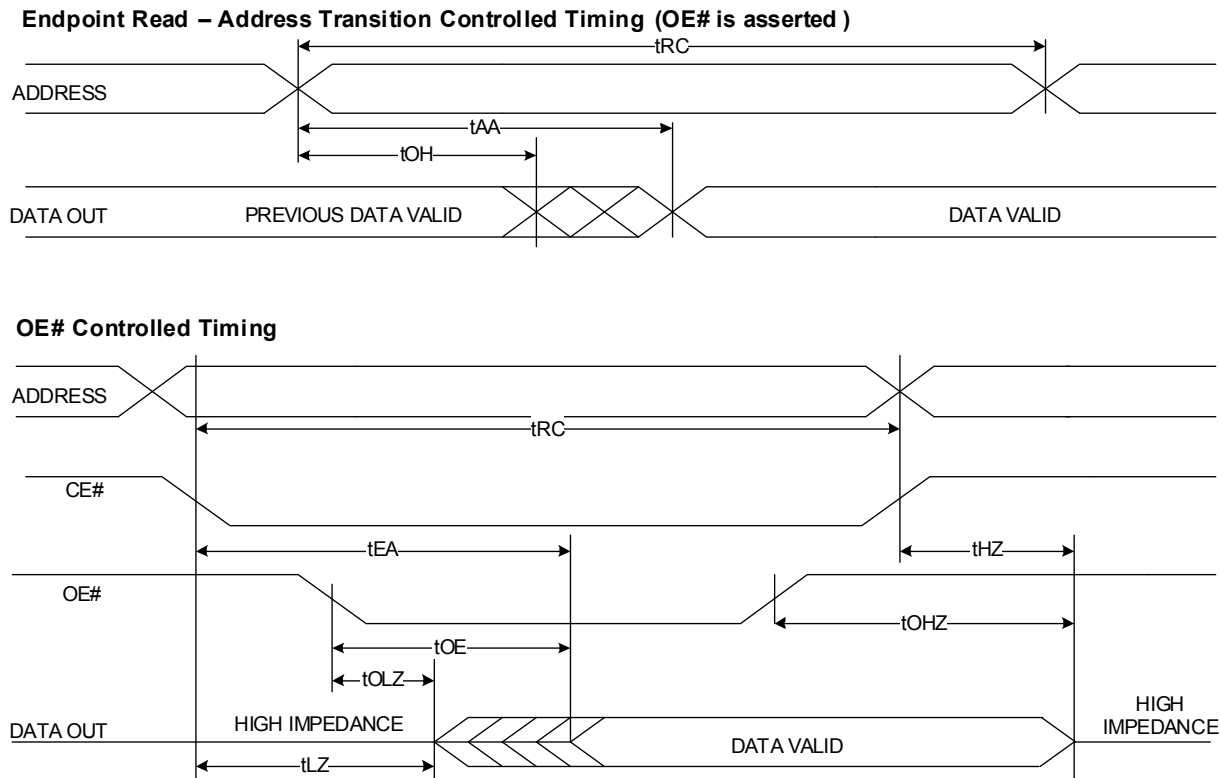 Endpoint Read – Address Transition Controlled Timing (OE# is asserted )
tRC
ADDRESS
tAA
tOH
DATA OUT
PREVIOUS DATA VALID
DATA VALID
OE# Controlled Timing
ADDRESS
tRC
CE#
tEA
tHZ
OE#
tOHZ
tOE
tOLZ
DATA OUT
HIGH IMPEDANCE
DATA VALID
HIGH
IMPEDANCE
tLZ